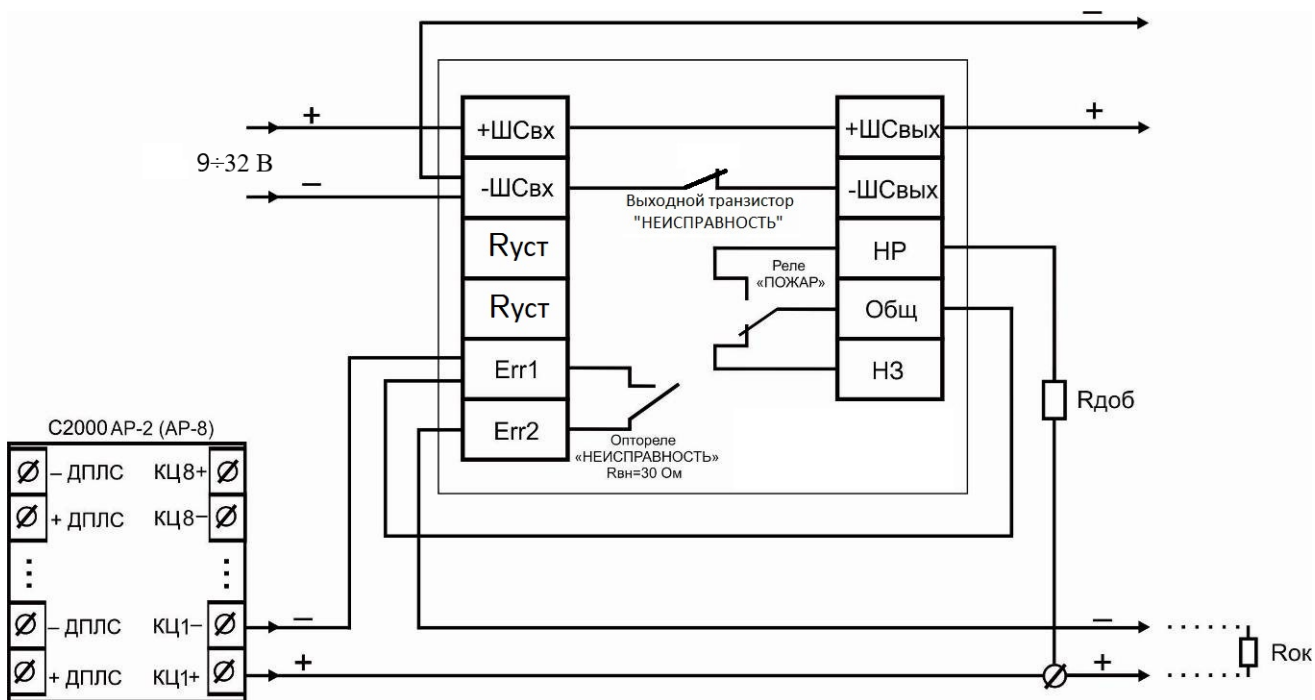 –
+
+
9÷32 В
–
+ШСвх
-ШСвх
Rуст
Rуст
Err1
Err2
Выходной транзистор
"НЕИСПРАВНОСТЬ"
Реле
«ПОЖАР»
Оптореле
«НЕИСПРАВНОСТЬ»
Rвн=30 Ом
+ШСвых
-ШСвых
НР
Общ
НЗ
Rдоб
С2000 АР-2 (АР-8)
– ДПЛС КЦ8+
+ ДПЛС КЦ8–
– ДПЛС КЦ1–
+ ДПЛС КЦ1+
–
+
–
+
Rок